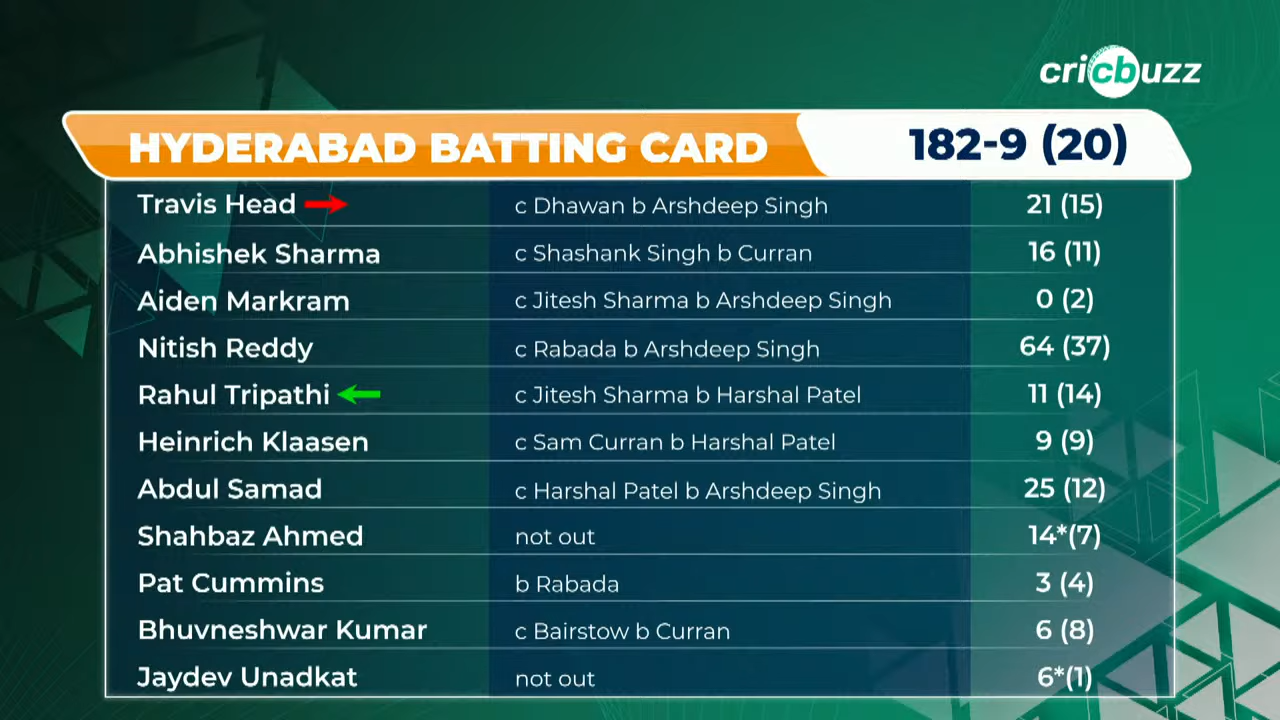 cricbuzz
HYDERABAD BATTING CARD 182-9 (20)
Travis Head c Dhawan b Arshdeep Singh 21 (15)
Abhishek Sharma c Shashank Singh b Curran 16 (11)
Aiden Markram c Jitesh Sharma b Arshdeep Singh 0 (2)
Nitish Reddy c Rabada b Arshdeep Singh 64 (37)
Rahul Tripathi c Jitesh Sharma b Harshal Patel 11 (14)
Heinrich Klaasen c Sam Curran b Harshal Patel 9 (9)
Abdul Samad c Harshal Patel b Arshdeep Singh 25 (12)
Shahbaz Ahmed not out 14*(7)
Pat Cummins b Rabada 3 (4)
Bhuvneshwar Kumar c Bairstow b Curran 6 (8)
Jaydev Unadkat not out 6*(1)